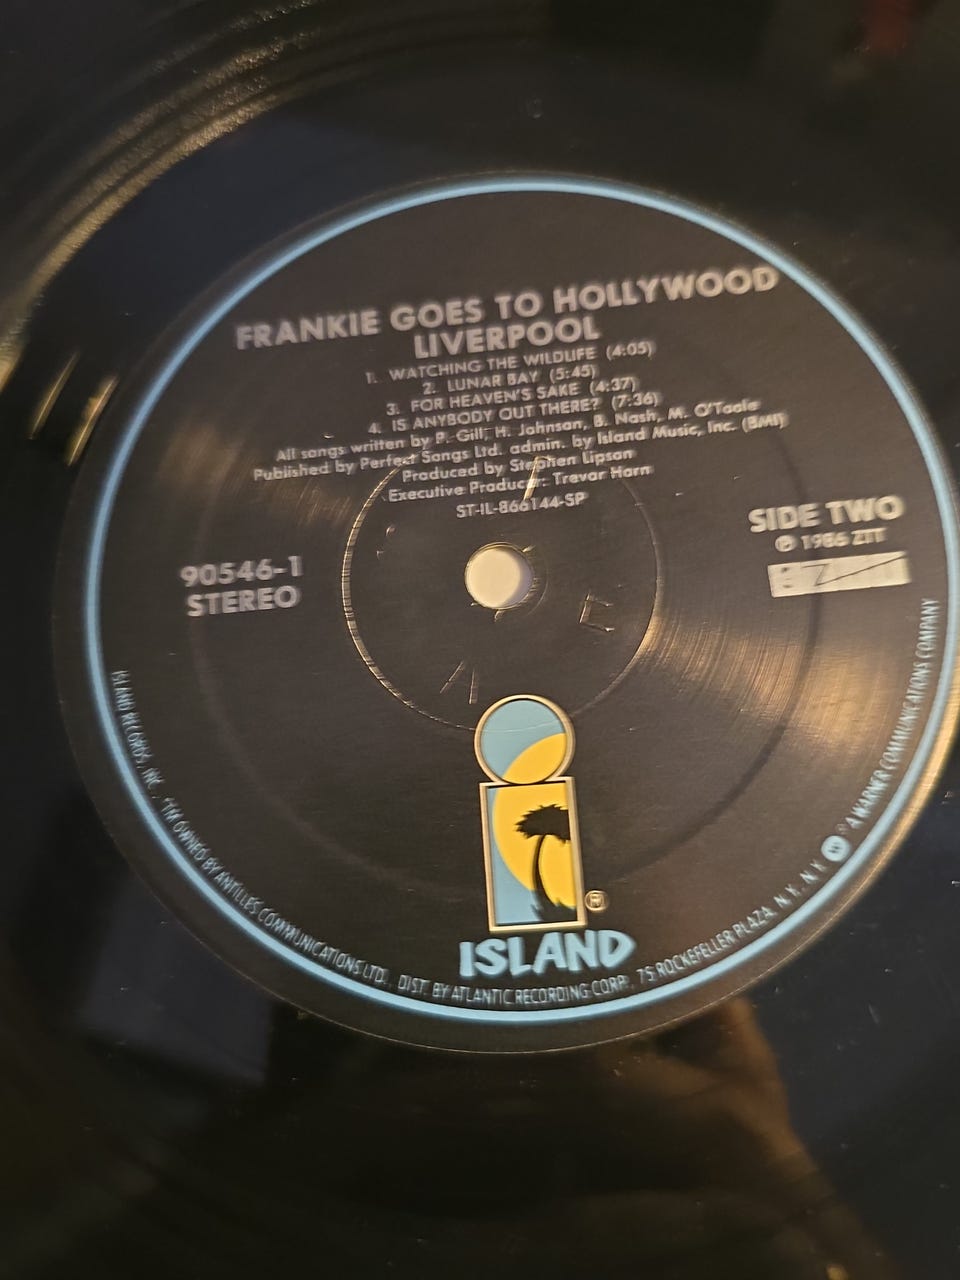 FRANKIE GOES TO HOLLYWOOD
LIVERPOOL
1. WATCHING THE WILDLIFE (4:05)
2. LUNAR BAY (5:45)
3. FOR HEAVEN'S SAKE (4:37)
4. IS ANYBODY OUT THERE? (7:36)
All songs written by P. Gill, H. Johnson, B. Nash, M. O'Toole
Published by Perfect Songs Ltd. admin. by Island Music, Inc. (BMI)
Produced by Stephen Lipson
Executive Producer: Trevor Horn
ST-IL-866144-SP
90546-1
STEREO
SIDE TWO
℗ 1986 ZTT
i
®
ISLAND
ISLAND RECORDS, INC., *TM OWNED BY ANTILLES COMMUNICATIONS LTD., DIST. BY ATLANTIC RECORDING CORP., 75 ROCKEFELLER PLAZA, N.Y., N.Y. A WARNER COMMUNICATIONS COMPANY